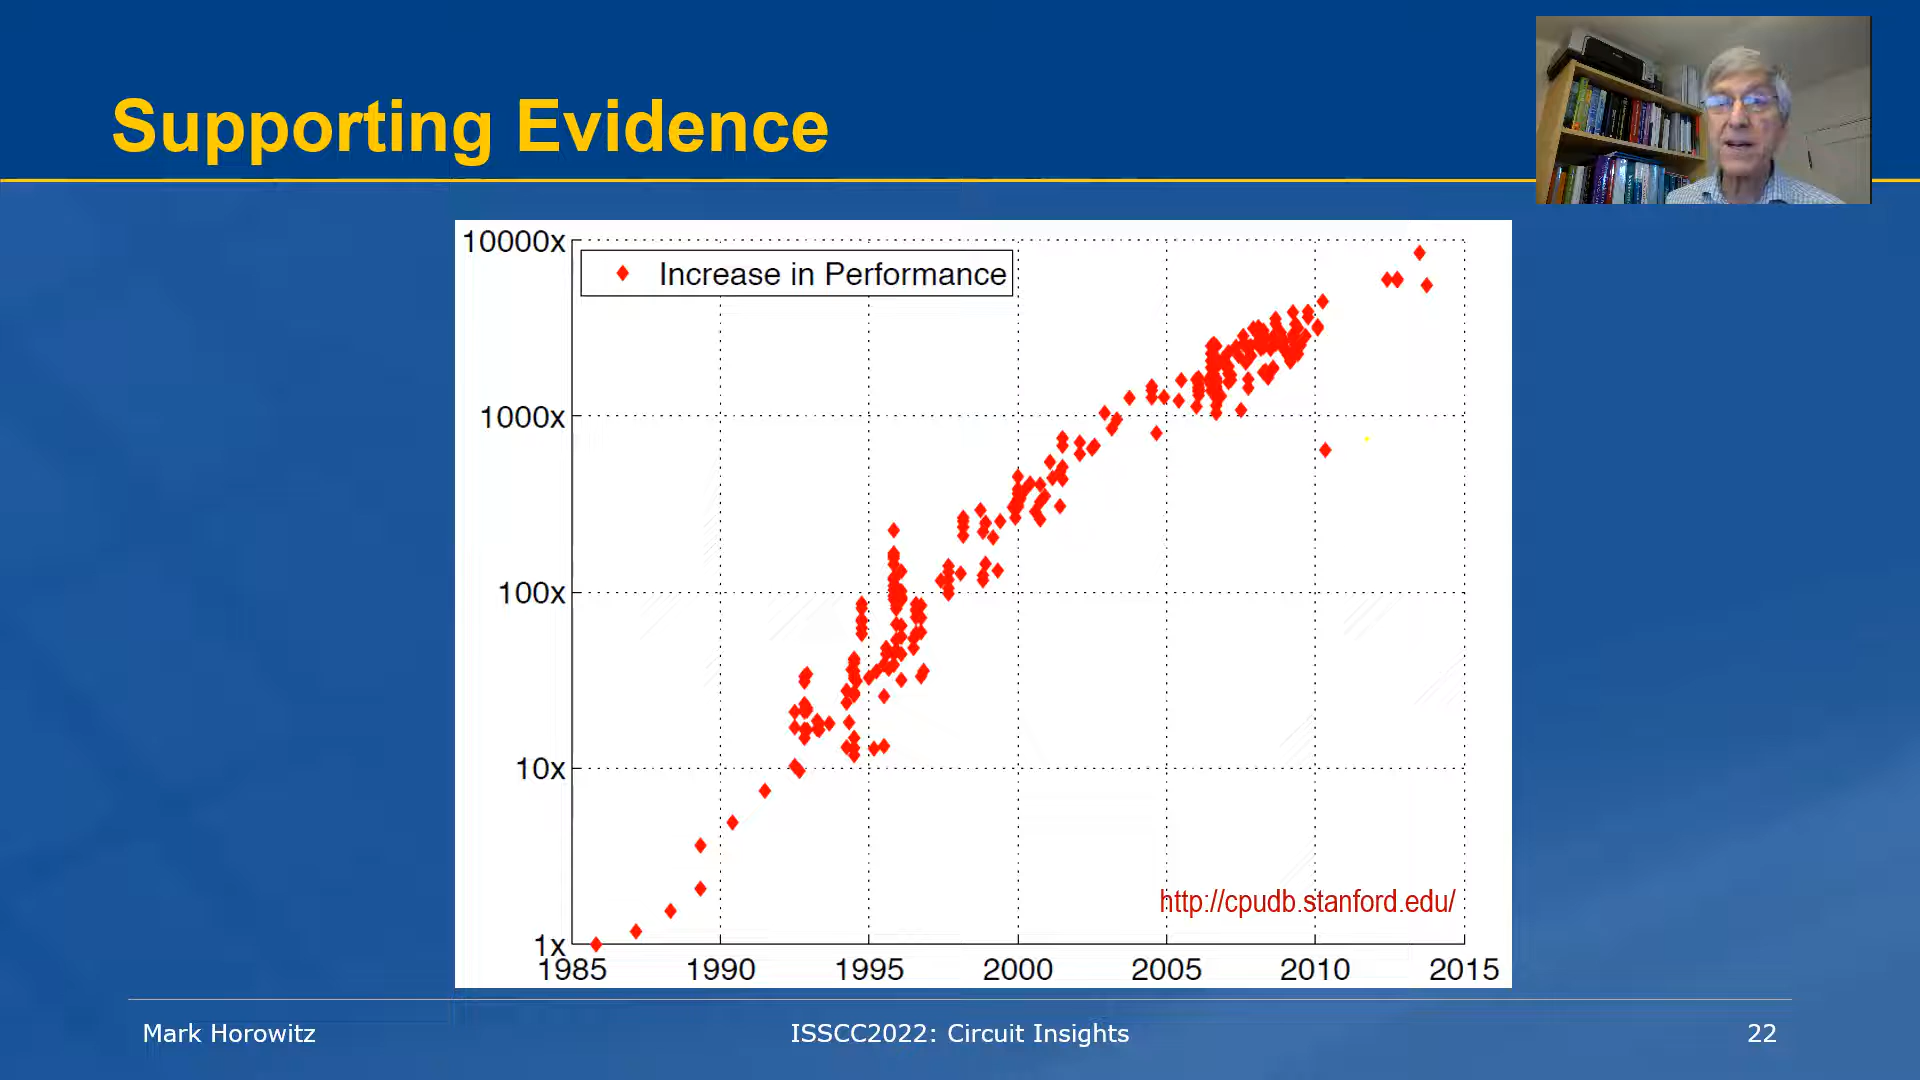 Supporting Evidence
10000x
Increase in Performance
1000x
100x
10x
http://cpudb.stanford.edu/
1x
1985 1990 1995 2000 2005 2010 2015
Mark Horowitz ISSCC2022: Circuit Insights 22